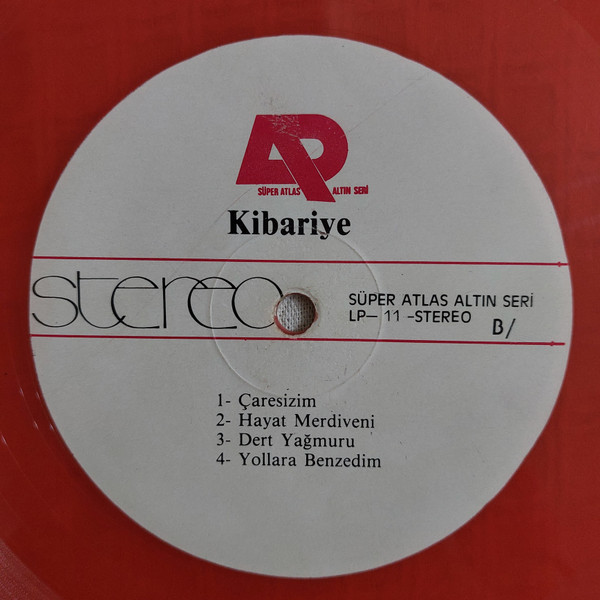 AP
SÜPER ATLAS ALTIN SERİ
Kibariye
stereo
SÜPER ATLAS ALTIN SERİ
LP— 11 -STEREO B/
1- Çaresizim
2- Hayat Merdiveni
3- Dert Yağmuru
4- Yollara Benzedim